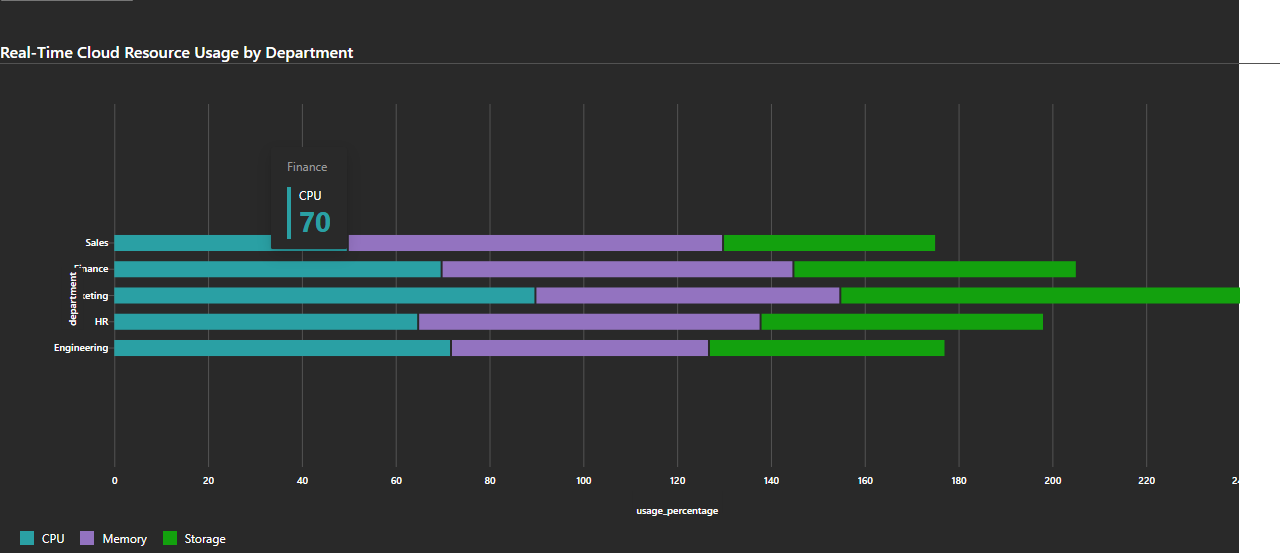 Real-Time Cloud Resource Usage by Department
Finance
CPU
70
Sales
department
HR
Engineering
0 20 40 60 80 100 120 140 160 180 200 220
usage_percentage
CPU Memory Storage